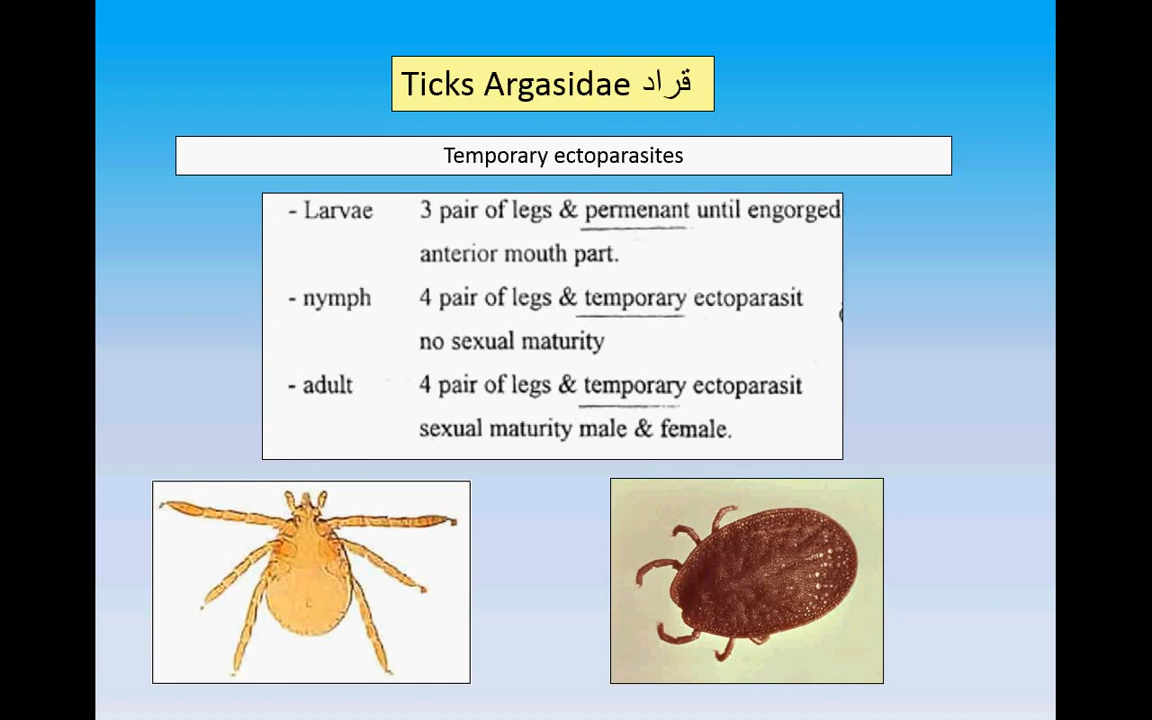 Ticks Argasidae قراد
Temporary ectoparasites
- Larvae 3 pair of legs & permenant until engorged
anterior mouth part.
- nymph 4 pair of legs & temporary ectoparasit
no sexual maturity
- adult 4 pair of legs & temporary ectoparasit
sexual maturity male & female.